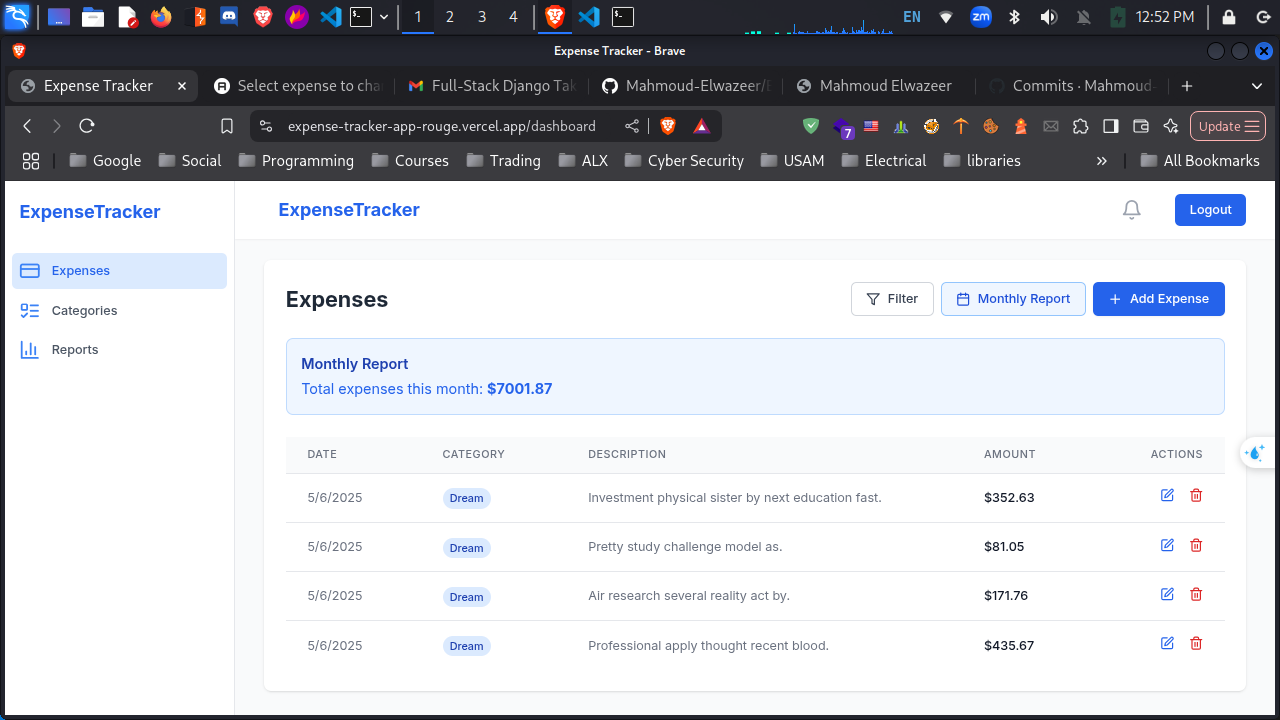 1 2 3 4 EN zm 12:52 PM
Expense Tracker - Brave
Expense Tracker Select expense to cha Full-Stack Django Tak Mahmoud-Elwazeer/E Mahmoud Elwazeer Commits · Mahmoud-
expense-tracker-app-rouge.vercel.app/dashboard 7 Update
Google Social Programming Courses Trading ALX Cyber Security USAM Electrical libraries » All Bookmarks
ExpenseTracker
ExpenseTracker
Logout
Expenses
Categories
Reports
Expenses
Filter
Monthly Report
+ Add Expense
Monthly Report
Total expenses this month: $7001.87
DATE CATEGORY DESCRIPTION AMOUNT ACTIONS
5/6/2025 Dream Investment physical sister by next education fast. $352.63
5/6/2025 Dream Pretty study challenge model as. $81.05
5/6/2025 Dream Air research several reality act by. $171.76
5/6/2025 Dream Professional apply thought recent blood. $435.67